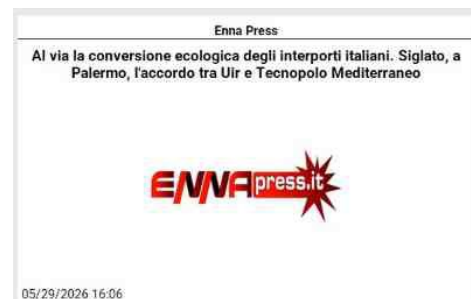 Enna Press
Al via la conversione ecologica degli interporti italiani. Siglato, a
Palermo, l'accordo tra Uir e Tecnopolo Mediterraneo
ENNApress.it
05/29/2026 16:06